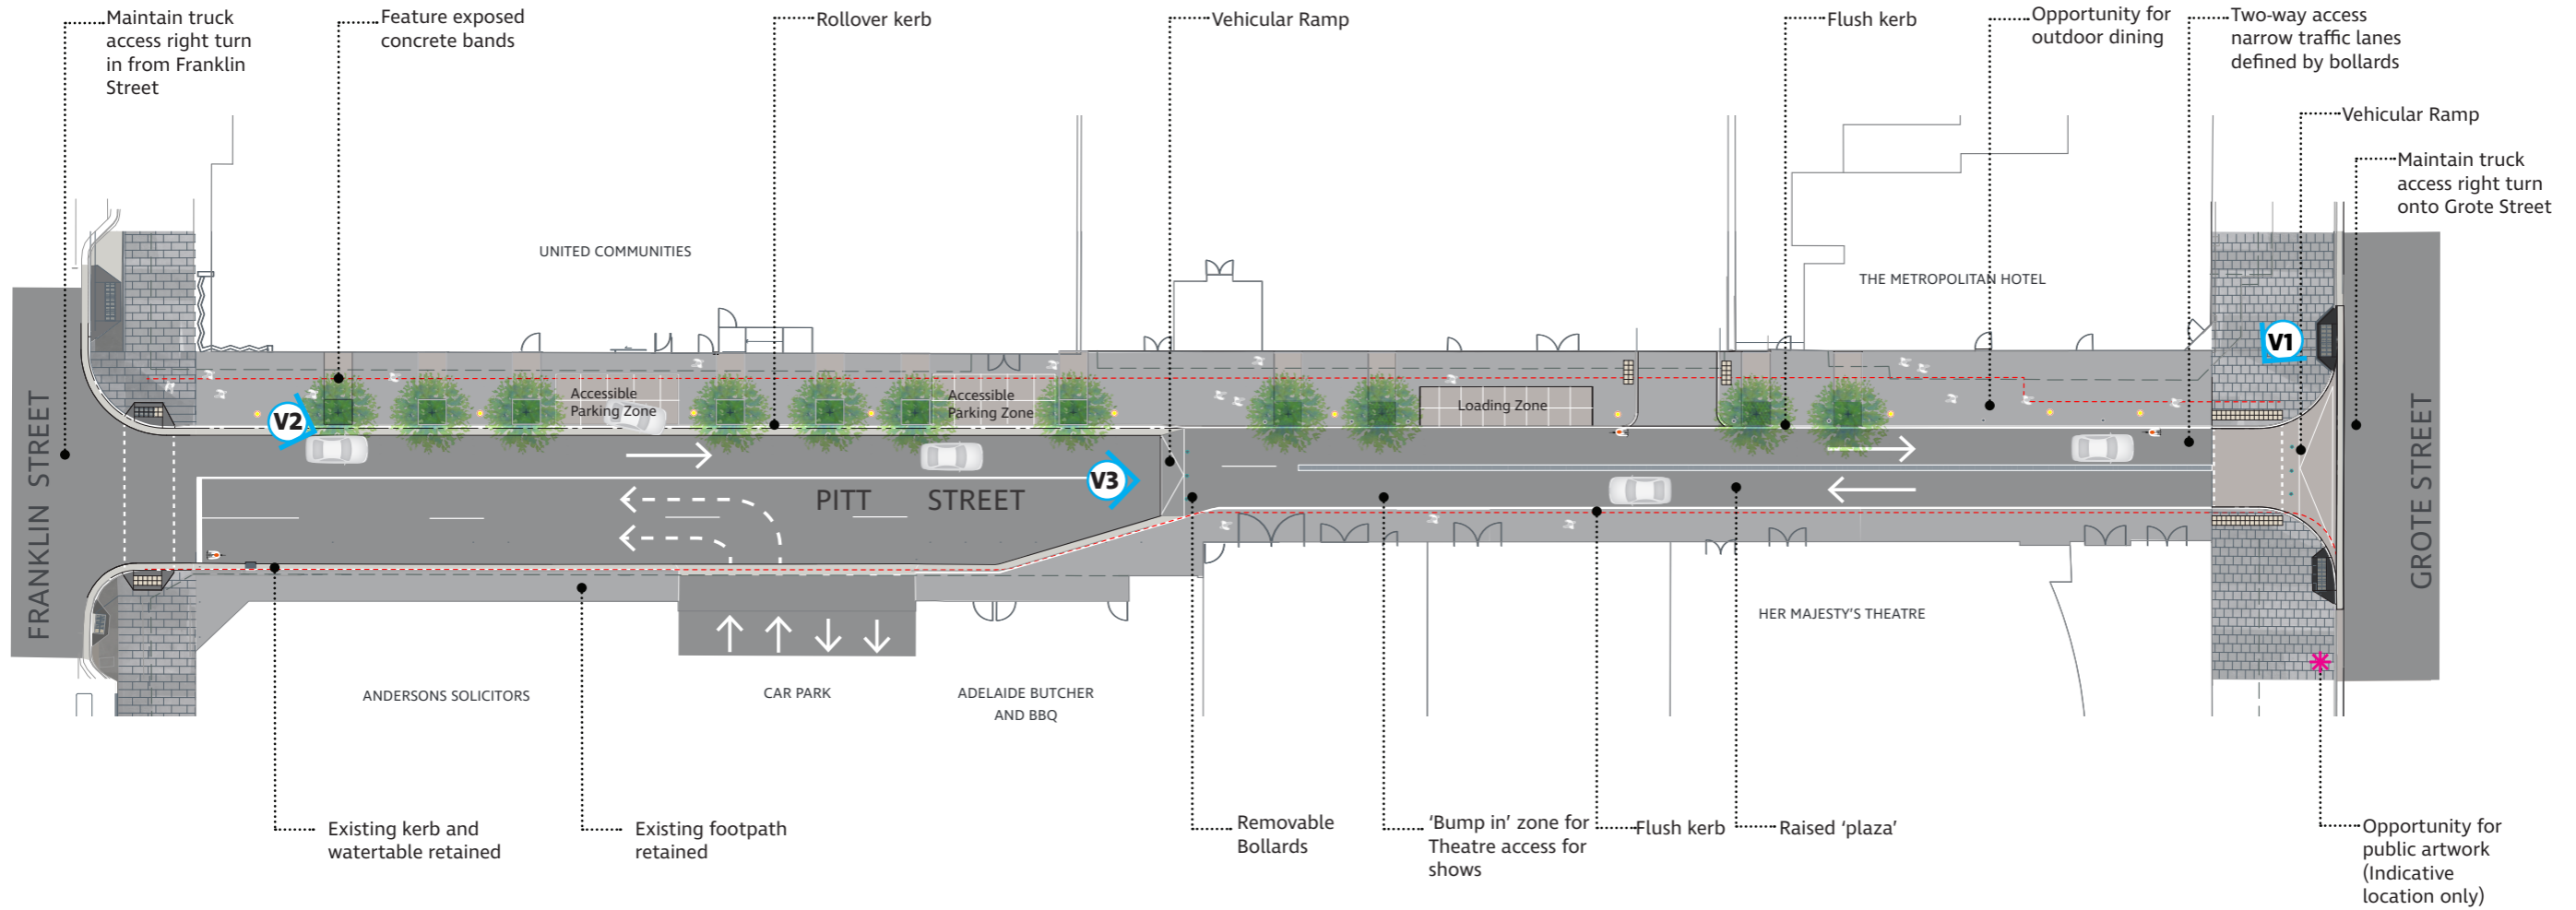 Maintain truck
access right turn
in from Franklin
Street
Feature exposed
concrete bands
Rollover kerb
Vehicular Ramp
Flush kerb
Opportunity for
outdoor dining
Two-way access
narrow traffic lanes
defined by bollards
Vehicular Ramp
Maintain truck
access right turn
onto Grote Street
UNITED COMMUNITIES
THE METROPOLITAN HOTEL
V1
Accessible
Parking Zone
Accessible
Parking Zone
Loading Zone
V2
V3
PITT STREET
FRANKLIN STREET
GROTE STREET
HER MAJESTY'S THEATRE
ANDERSONS SOLICITORS
CAR PARK
ADELAIDE BUTCHER
AND BBQ
Existing kerb and
watertable retained
Existing footpath
retained
Removable
Bollards
‘Bump in’ zone for
Theatre access for
shows
Flush kerb
Raised ‘plaza’
Opportunity for
public artwork
(Indicative
location only)